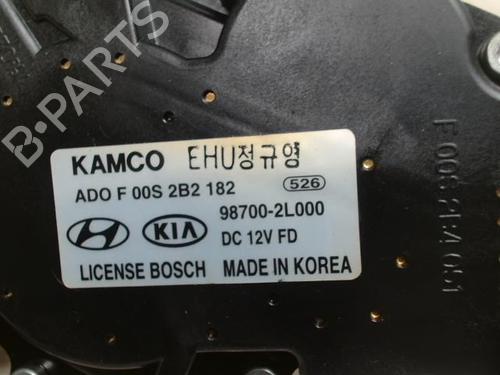 KAMCO EHU정규영
ADO F 00S 2B2 182 526
98700-2L000
KIA DC 12V FD
LICENSE BOSCH MADE IN KOREA
B-PARTS